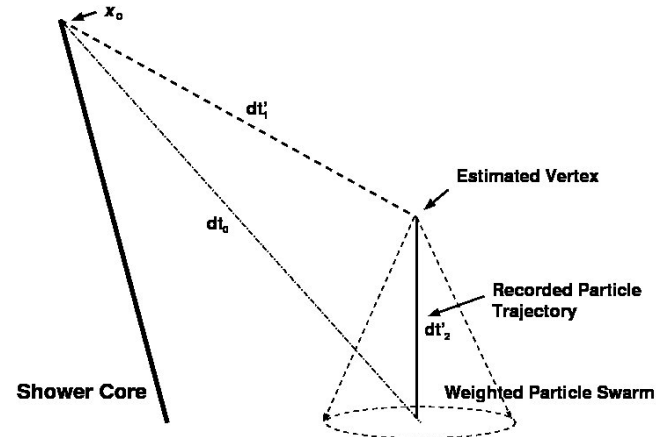 x₀
dt'₁
Estimated Vertex
dt₀
Recorded Particle
Trajectory
dt'₂
Shower Core
Weighted Particle Swarm